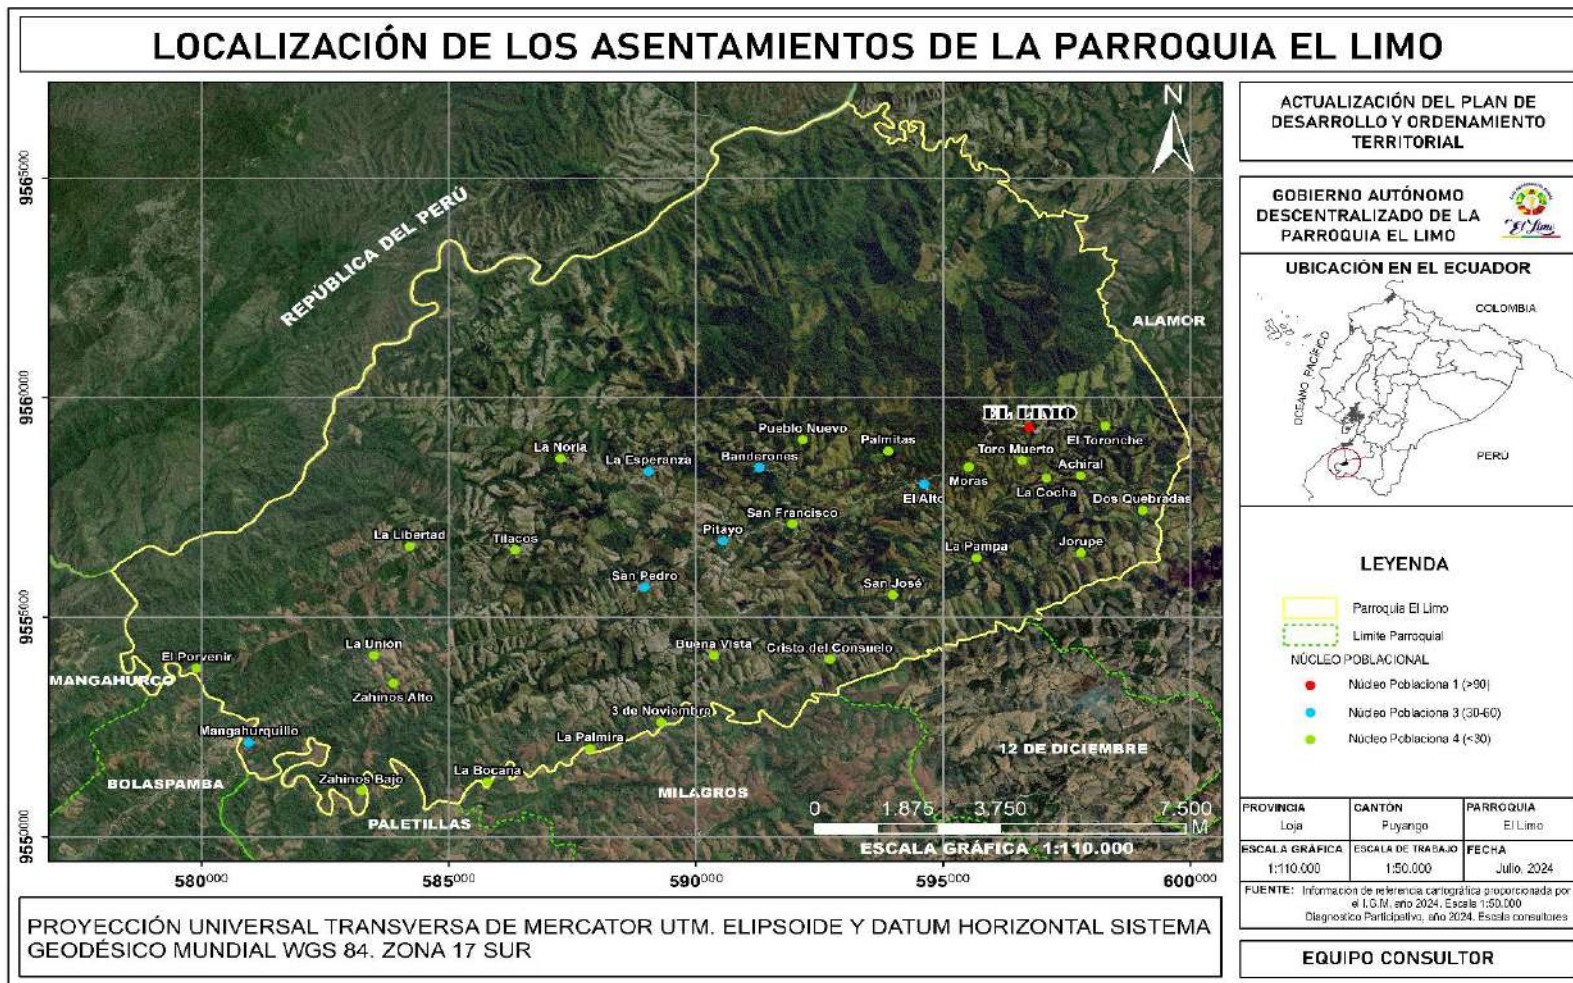 LOCALIZACIÓN DE LOS ASENTAMIENTOS DE LA PARROQUIA EL LIMO
N
REPÚBLICA DEL PERÚ
ALAMOR
EL LIMO
Pueblo Nuevo
Palmitas
El Toronche
La Noria
La Esperanza
Banderones
Toro Muerto
Achiral
Moras
La Cocha
El Alto
Dos Quebradas
San Francisco
La Libertad
Tilacos
Pitayo
La Pampa
Jorupe
San Pedro
San José
La Unión
Buena Vista
Cristo del Consuelo
El Porvenir
MANGAHURCO
Zahinos Alto
3 de Noviembre
Mangahurquillo
La Palmira
12 DE DICIEMBRE
La Bocana
Zahinos Bajo
BOLASPAMBA
MILAGROS
PALETILLAS
0 1.875 3.750 7.500
M
ESCALA GRÁFICA 1:110.000
9565000
9560000
9555000
9550000
580000 585000 590000 595000 600000
PROYECCIÓN UNIVERSAL TRANSVERSA DE MERCATOR UTM. ELIPSOIDE Y DATUM HORIZONTAL SISTEMA
GEODÉSICO MUNDIAL WGS 84. ZONA 17 SUR
ACTUALIZACIÓN DEL PLAN DE
DESARROLLO Y ORDENAMIENTO
TERRITORIAL
GOBIERNO AUTÓNOMO
DESCENTRALIZADO DE LA
PARROQUIA EL LIMO
El Limo
UBICACIÓN EN EL ECUADOR
COLOMBIA
OCEANO PACÍFICO
PERÚ
LEYENDA
Parroquia El Limo
Limite Parroquial
NÚCLEO POBLACIONAL
Núcleo Poblaciona 1 (>90)
Núcleo Poblaciona 3 (30-60)
Núcleo Poblaciona 4 (<30)
PROVINCIA CANTÓN PARROQUIA
Loja Puyango El Limo
ESCALA GRÁFICA ESCALA DE TRABAJO FECHA
1:110.000 1:50.000 Julio, 2024
FUENTE: Información de referencia cartográfica proporcionada por
el I.G.M, año 2024. Escala 1:50.000
Diagnostico Participativo, año 2024. Escala consultores
EQUIPO CONSULTOR